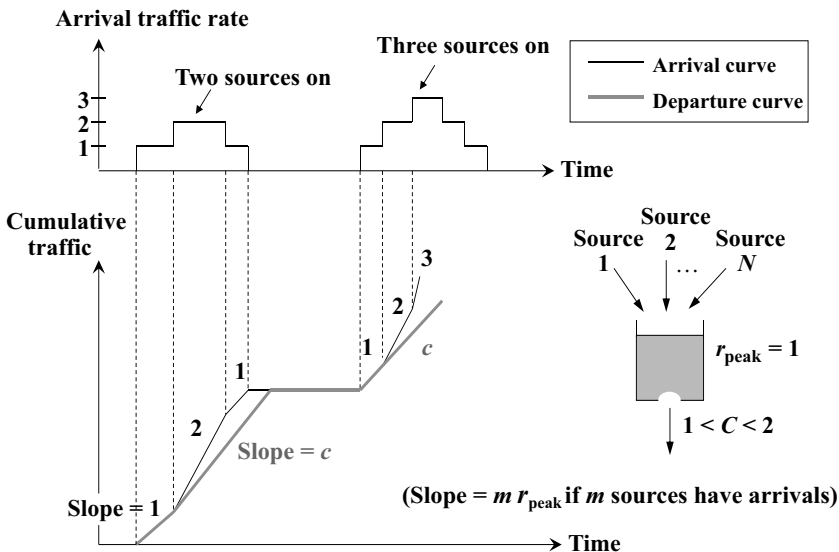 Arrival traffic rate
Three sources on
Two sources on
Arrival curve
Departure curve
3
2
1
Time
Cumulative
traffic
3
2
1
c
1
2
Slope = c
Slope = 1
Time
Source
1
Source
2
...
Source
N
r peak = 1
1 < C < 2
(Slope = m r peak if m sources have arrivals)